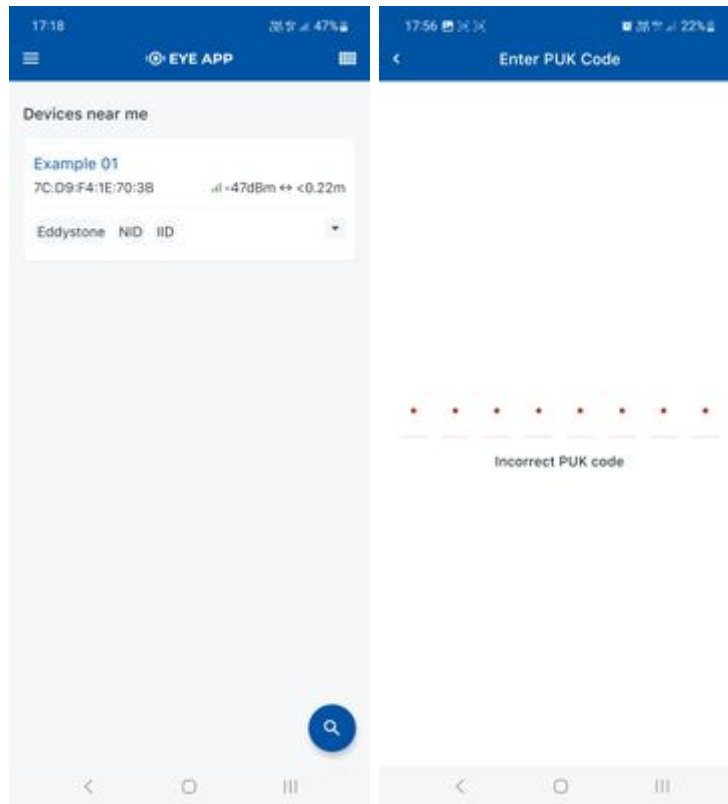 17:18
47%
EYE APP
Devices near me
Example 01
7C:D9:F4:1E:70:3B
-47dBm ↔ <0.22m
Eddystone NID IID
17:56
22%
Enter PUK Code
Incorrect PUK code